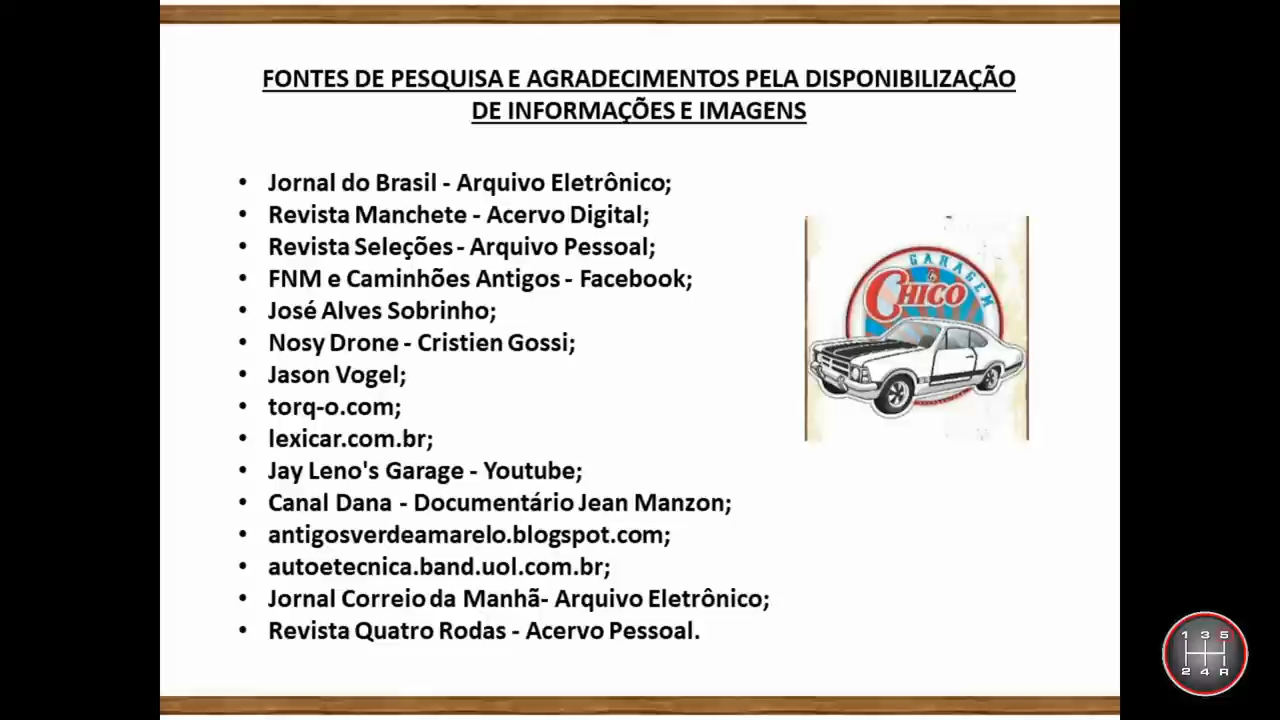 FONTES DE PESQUISA E AGRADECIMENTOS PELA DISPONIBILIZAÇÃO
DE INFORMAÇÕES E IMAGENS
• Jornal do Brasil - Arquivo Eletrônico;
• Revista Manchete - Acervo Digital;
• Revista Seleções - Arquivo Pessoal;
• FNM e Caminhões Antigos - Facebook;
• José Alves Sobrinho;
• Nosy Drone - Cristien Gossi;
• Jason Vogel;
• torq-o.com;
• lexicar.com.br;
• Jay Leno's Garage - Youtube;
• Canal Dana - Documentário Jean Manzon;
• antigosverdeamarelo.blogspot.com;
• autoetecnica.band.uol.com.br;
• Jornal Correio da Manhã- Arquivo Eletrônico;
• Revista Quatro Rodas - Acervo Pessoal.
GARAGEM
CHICO
1 3 5
2 4 R